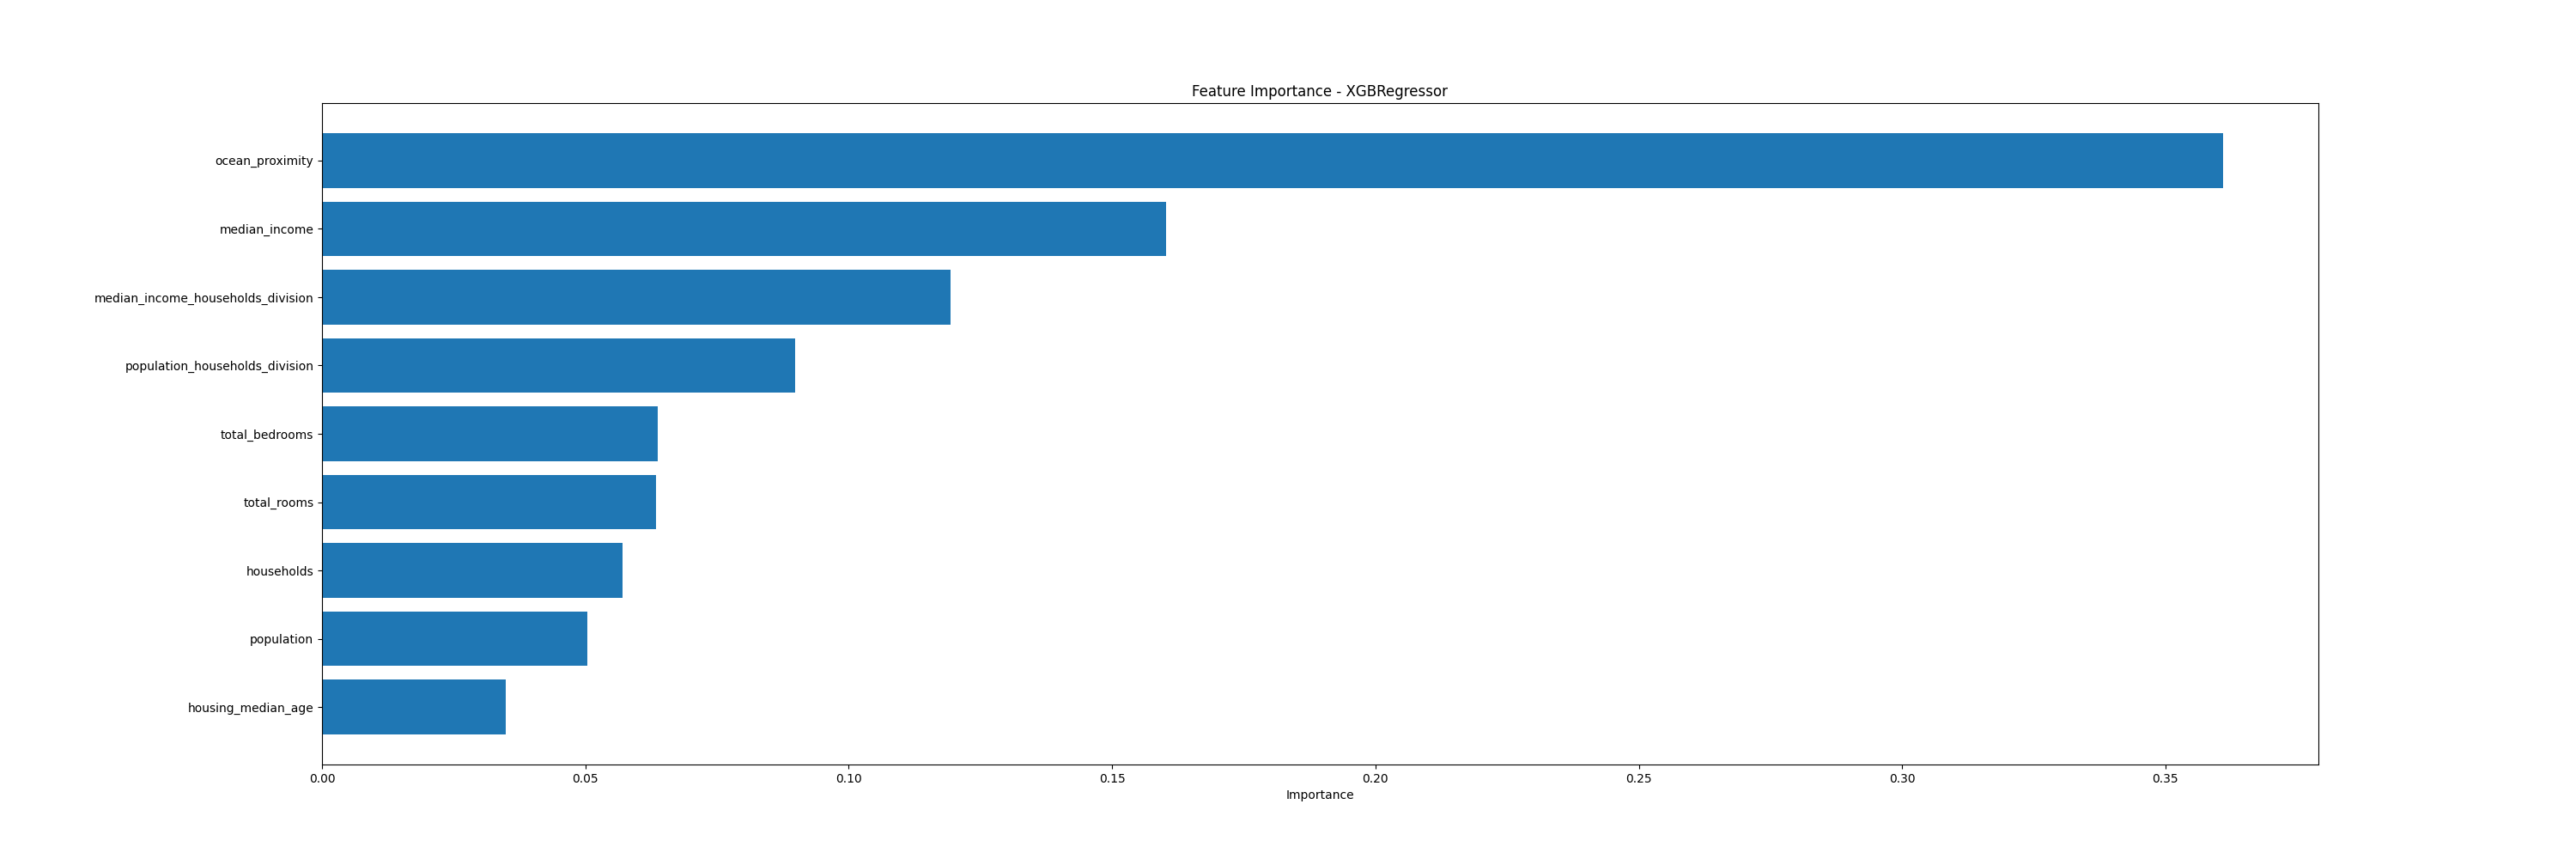 Feature Importance - XGBRegressor
ocean_proximity
median_income
median_income_households_division
population_households_division
total_bedrooms
total_rooms
households
population
housing_median_age
0.00 0.05 0.10 0.15 0.20 0.25 0.30 0.35
Importance